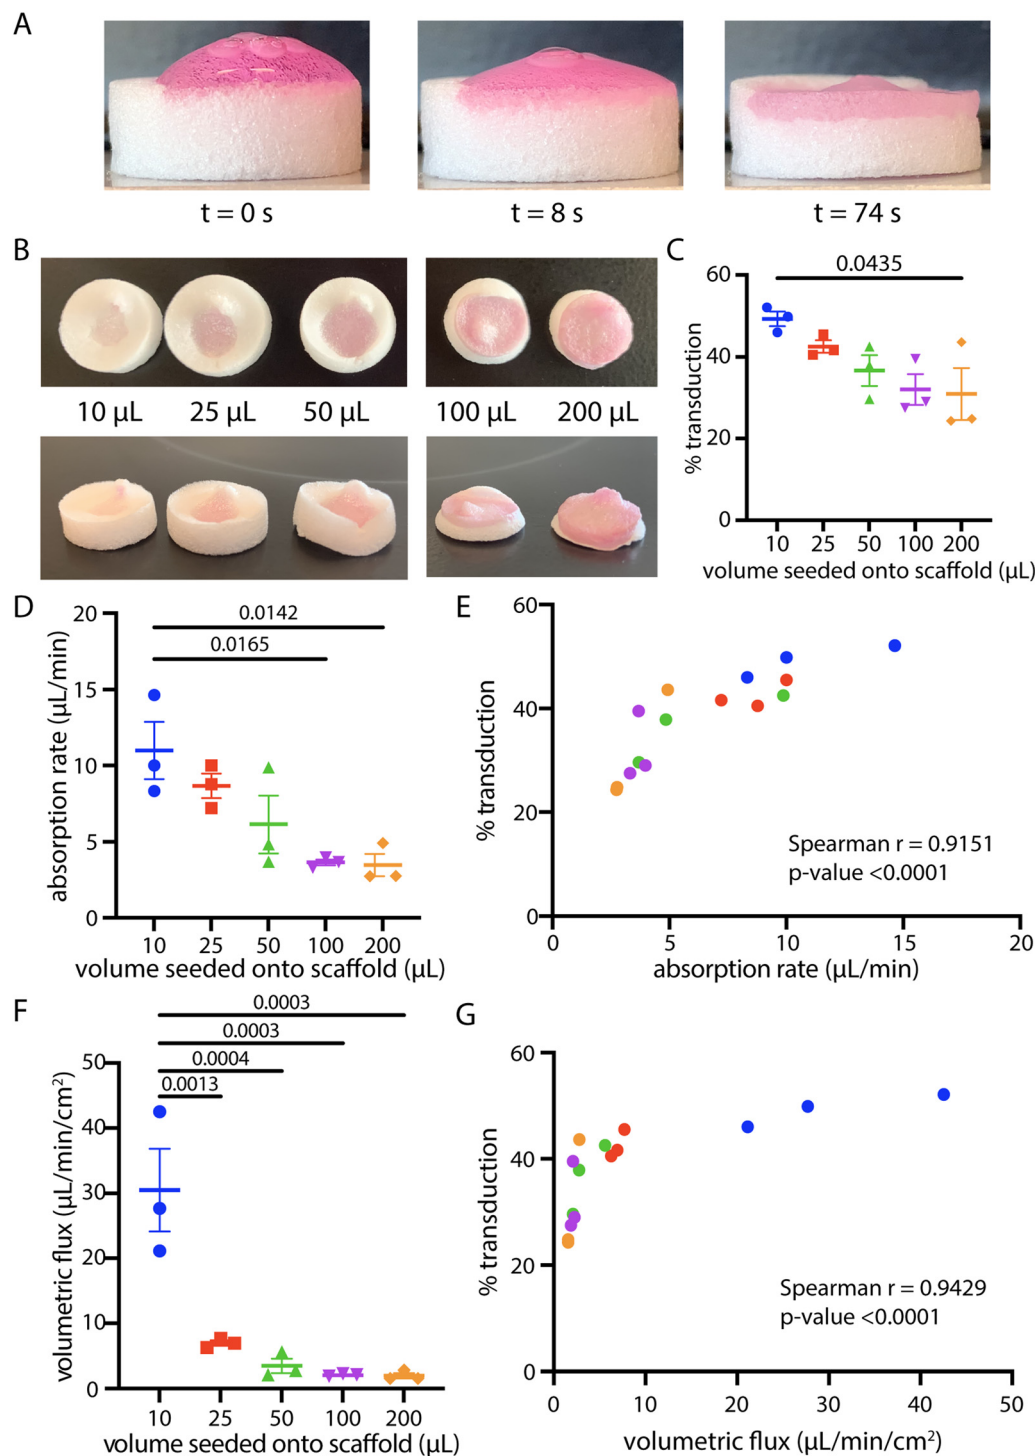 A
t = 0 s
t = 8 s
t = 74 s
B
10 μL
25 μL
50 μL
100 μL
200 μL
C
0.0435
60
40
20
0
% transduction
10
25
50
100
200
volume seeded onto scaffold (μL)
D
0.0142
0.0165
20
15
10
5
0
absorption rate (μL/min)
10
25
50
100
200
volume seeded onto scaffold (μL)
E
60
40
20
0
% transduction
Spearman r = 0.9151
p-value <0.0001
0
5
10
15
20
absorption rate (μL/min)
F
0.0003
0.0003
0.0004
0.0013
50
40
30
20
10
0
volumetric flux (μL/min/cm²)
10
25
50
100
200
volume seeded onto scaffold (μL)
G
60
40
20
0
% transduction
Spearman r = 0.9429
p-value <0.0001
0
10
20
30
40
50
volumetric flux (μL/min/cm²)